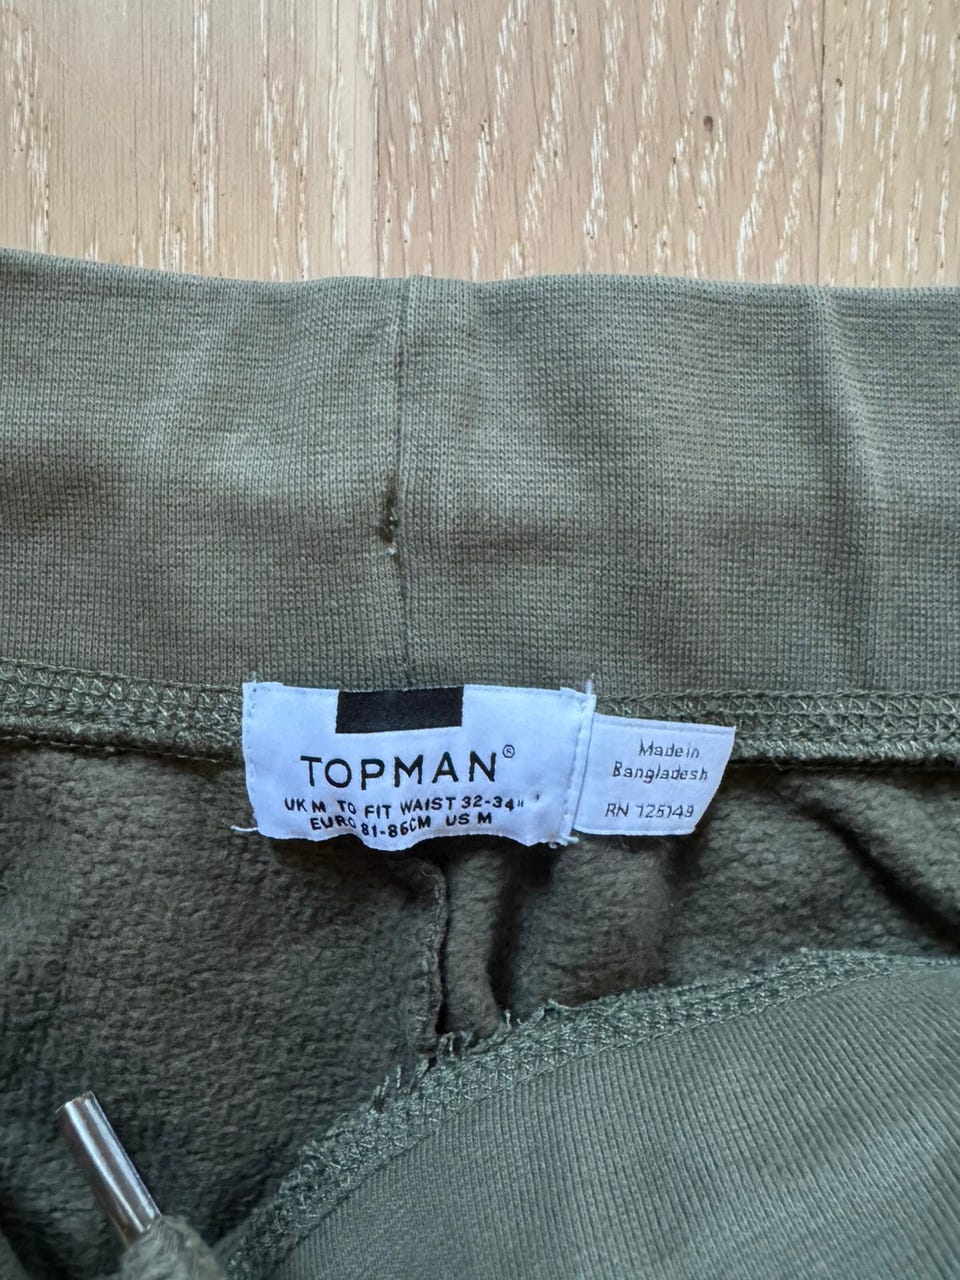 TOPMAN®
UK M TO FIT WAIST 32-34"
EURO 81-86CM US M
Made in
Bangladesh
RN 125149